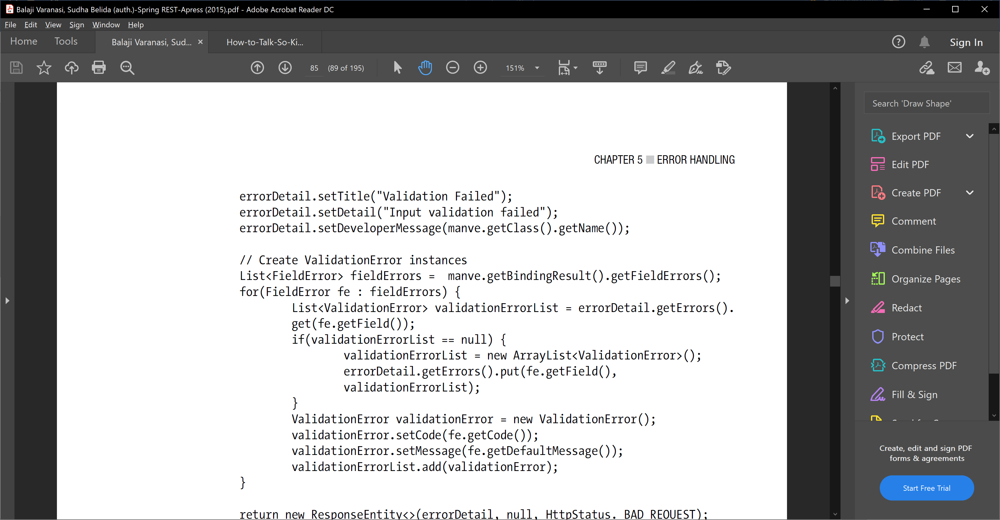 Balaji Varanasi, Sudha Belida (auth.)-Spring REST-Apress (2015).pdf - Adobe Acrobat Reader DC
File Edit View Sign Window Help
Home Tools Balaji Varanasi, Sud... × How-to-Talk-So-Ki... Sign In
85 (89 of 195) 151%
Search 'Draw Shape'
Export PDF
Edit PDF
Create PDF
Comment
Combine Files
Organize Pages
Redact
Protect
Compress PDF
Fill & Sign
Create, edit and sign PDF
forms & agreements
Start Free Trial
CHAPTER 5 ■ ERROR HANDLING
errorDetail.setTitle("Validation Failed");
errorDetail.setDetail("Input validation failed");
errorDetail.setDeveloperMessage(manve.getClass().getName());
// Create ValidationError instances
List<FieldError> fieldErrors =  manve.getBindingResult().getFieldErrors();
for(FieldError fe : fieldErrors) {
List<ValidationError> validationErrorList = errorDetail.getErrors().
get(fe.getField());
if(validationErrorList == null) {
validationErrorList = new ArrayList<ValidationError>();
errorDetail.getErrors().put(fe.getField(),
validationErrorList);
}
ValidationError validationError = new ValidationError();
validationError.setCode(fe.getCode());
validationError.setMessage(fe.getDefaultMessage());
validationErrorList.add(validationError);
}
return new ResponseEntity<>(errorDetail, null, HttpStatus. BAD_REQUEST);